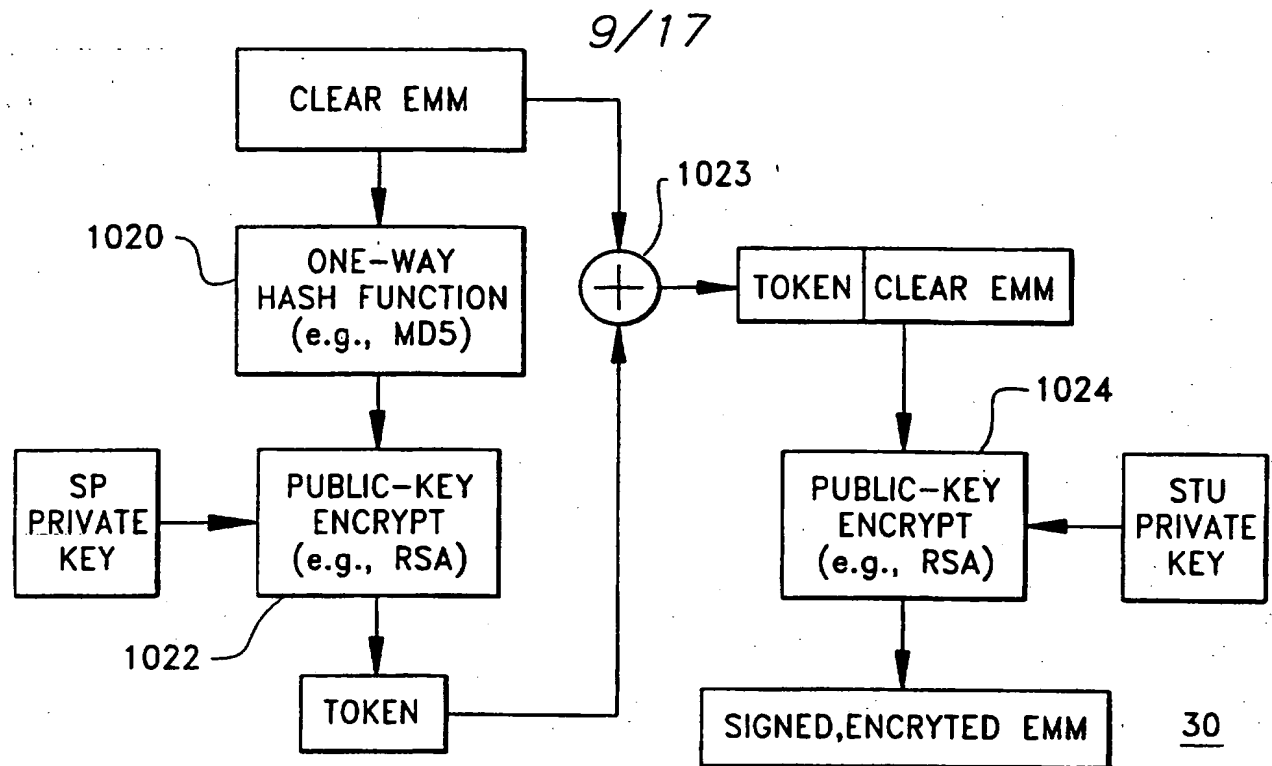 9/17
CLEAR EMM
1023
1020
ONE-WAY
HASH FUNCTION
(e.g., MD5)
TOKEN CLEAR EMM
1024
SP
PRIVATE
KEY
PUBLIC-KEY
ENCRYPT
(e.g., RSA)
PUBLIC-KEY
ENCRYPT
(e.g., RSA)
STU
PRIVATE
KEY
1022
TOKEN
SIGNED,ENCRYTED EMM
30